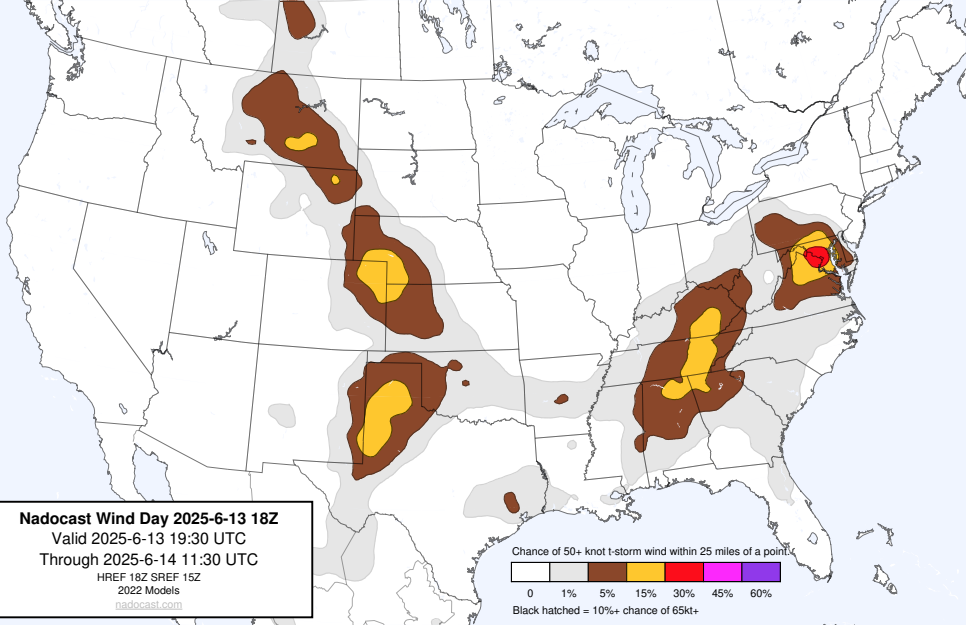 Nadocast Wind Day 2025-6-13 18Z
Valid 2025-6-13 19:30 UTC
Through 2025-6-14 11:30 UTC
HREF 18Z SREF 15Z
2022 Models
nadocast.com
Chance of 50+ knot t-storm wind within 25 miles of a point.
0 1% 5% 15% 30% 45% 60%
Black hatched = 10%+ chance of 65kt+